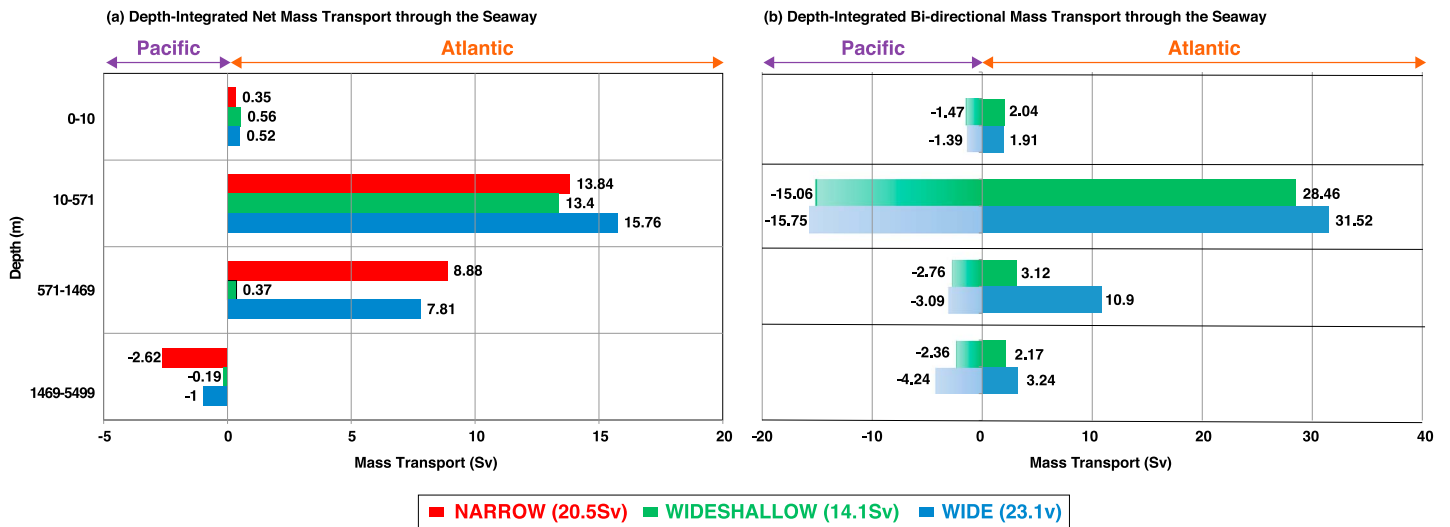 (a) Depth-Integrated Net Mass Transport through the Seaway
Pacific Atlantic
Depth (m)
0-10
0.35
0.56
0.52
10-571
13.84
13.4
15.76
571-1469
8.88
0.37
7.81
1469-5499
-2.62
-0.19
-1
-5 0 5 10 15 20
Mass Transport (Sv)
(b) Depth-Integrated Bi-directional Mass Transport through the Seaway
Pacific Atlantic
-1.47 2.04
-1.39 1.91
-15.06 28.46
-15.75 31.52
-2.76 3.12
-3.09 10.9
-2.36 2.17
-4.24 3.24
-20 -10 0 10 20 30 40
Mass Transport (Sv)
NARROW (20.5Sv) WIDESHALLOW (14.1Sv) WIDE (23.1v)